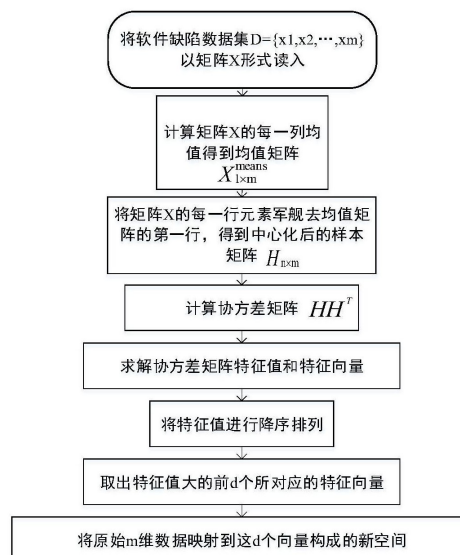 将软件缺陷数据集D={x1,x2,…,xm}
以矩阵X形式读入
计算矩阵X的每一列均
值得到均值矩阵
X_{1×m}^{means}
将矩阵X的每一行元素军舰去均值矩
阵的第一行，得到中心化后的样本
矩阵 H_{n×m}
计算协方差矩阵 HH^T
求解协方差矩阵特征值和特征向量
将特征值进行降序排列
取出特征值大的前d个所对应的特征向量
将原始m维数据映射到这d个向量构成的新空间